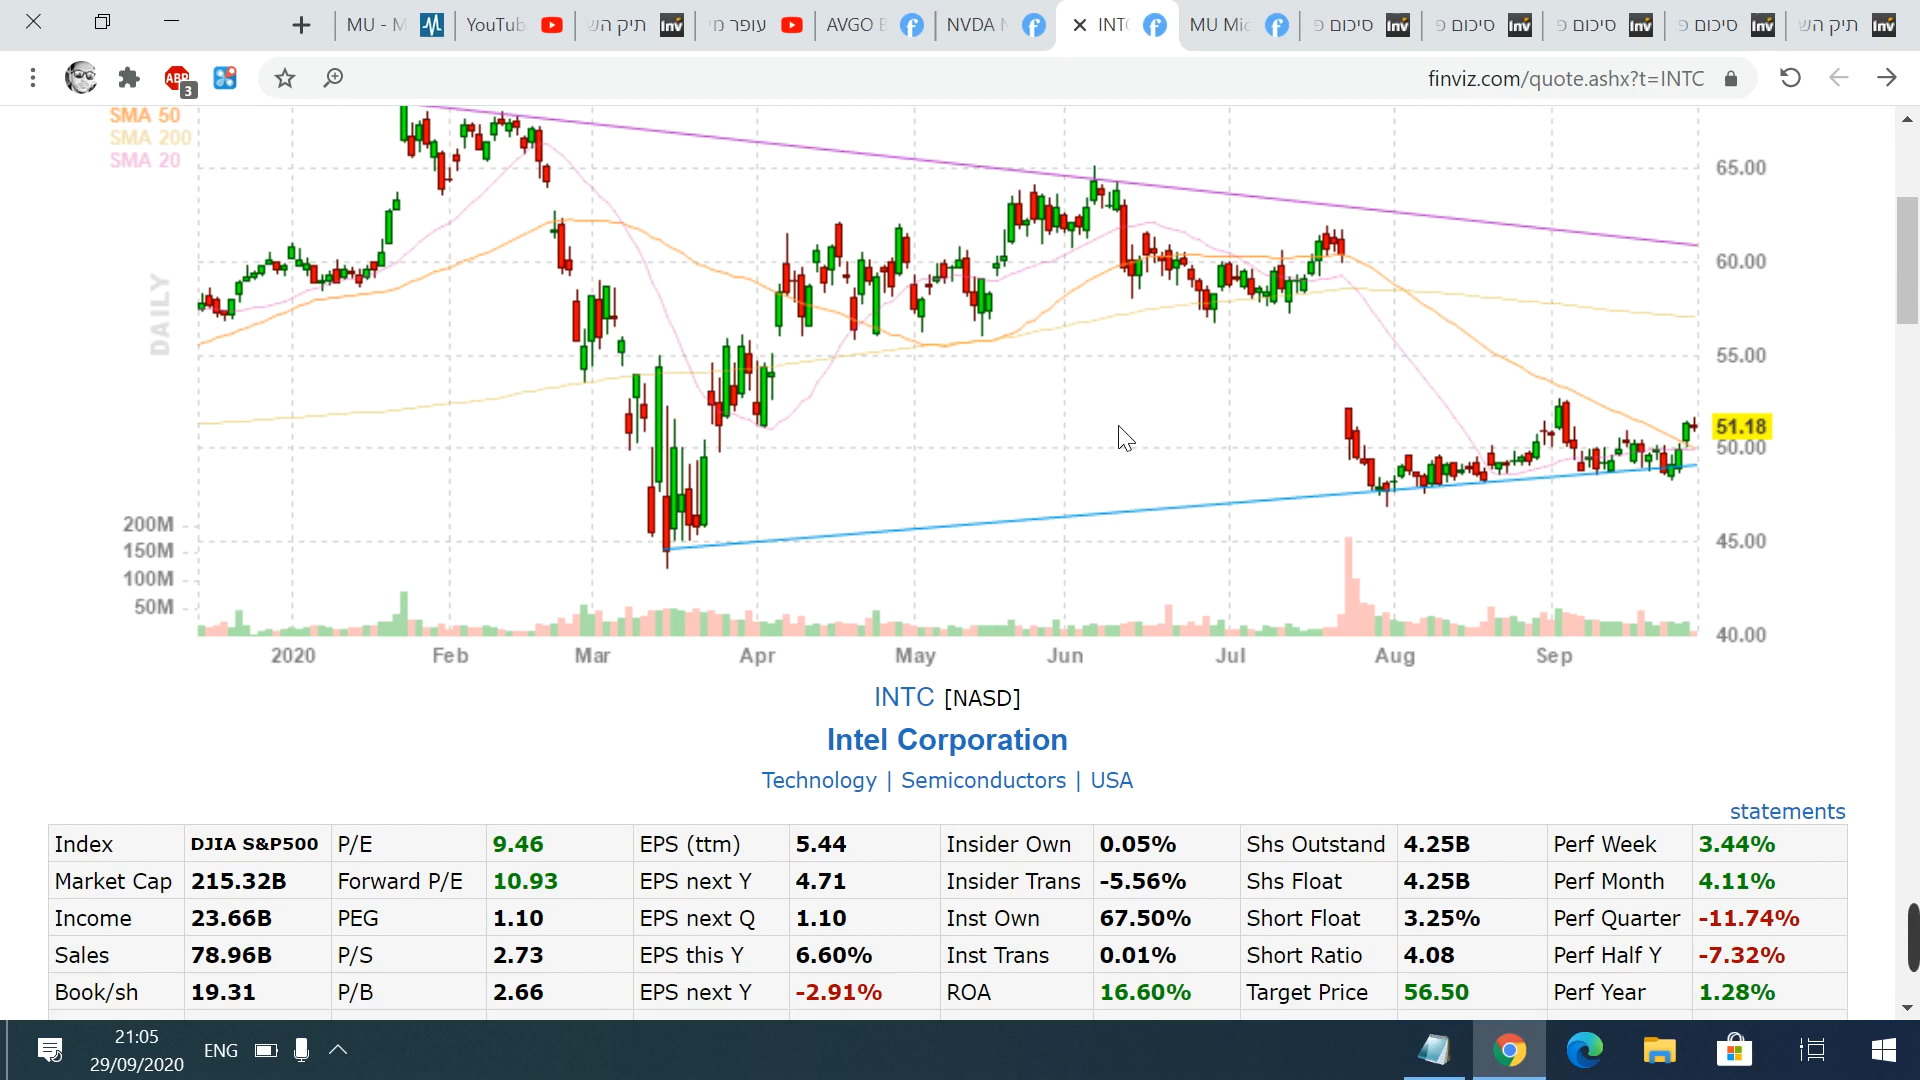 MU - M
YouTub
תיק הש
עופר מי
AVGO B
NVDA N
INTC
MU Mic
סיכום פ
סיכום פ
סיכום פ
סיכום פ
תיק הש
ABP
3
finviz.com/quote.ashx?t=INTC
SMA 50
SMA 200
SMA 20
DAILY
65.00
60.00
55.00
51.18
50.00
45.00
40.00
200M
150M
100M
50M
2020 Feb Mar Apr May Jun Jul Aug Sep
INTC [NASD]
Intel Corporation
Technology | Semiconductors | USA
statements
Index DJIA S&P500 P/E 9.46 EPS (ttm) 5.44 Insider Own 0.05% Shs Outstand 4.25B Perf Week 3.44%
Market Cap 215.32B Forward P/E 10.93 EPS next Y 4.71 Insider Trans -5.56% Shs Float 4.25B Perf Month 4.11%
Income 23.66B PEG 1.10 EPS next Q 1.10 Inst Own 67.50% Short Float 3.25% Perf Quarter -11.74%
Sales 78.96B P/S 2.73 EPS this Y 6.60% Inst Trans 0.01% Short Ratio 4.08 Perf Half Y -7.32%
Book/sh 19.31 P/B 2.66 EPS next Y -2.91% ROA 16.60% Target Price 56.50 Perf Year 1.28%
21:05
29/09/2020
ENG